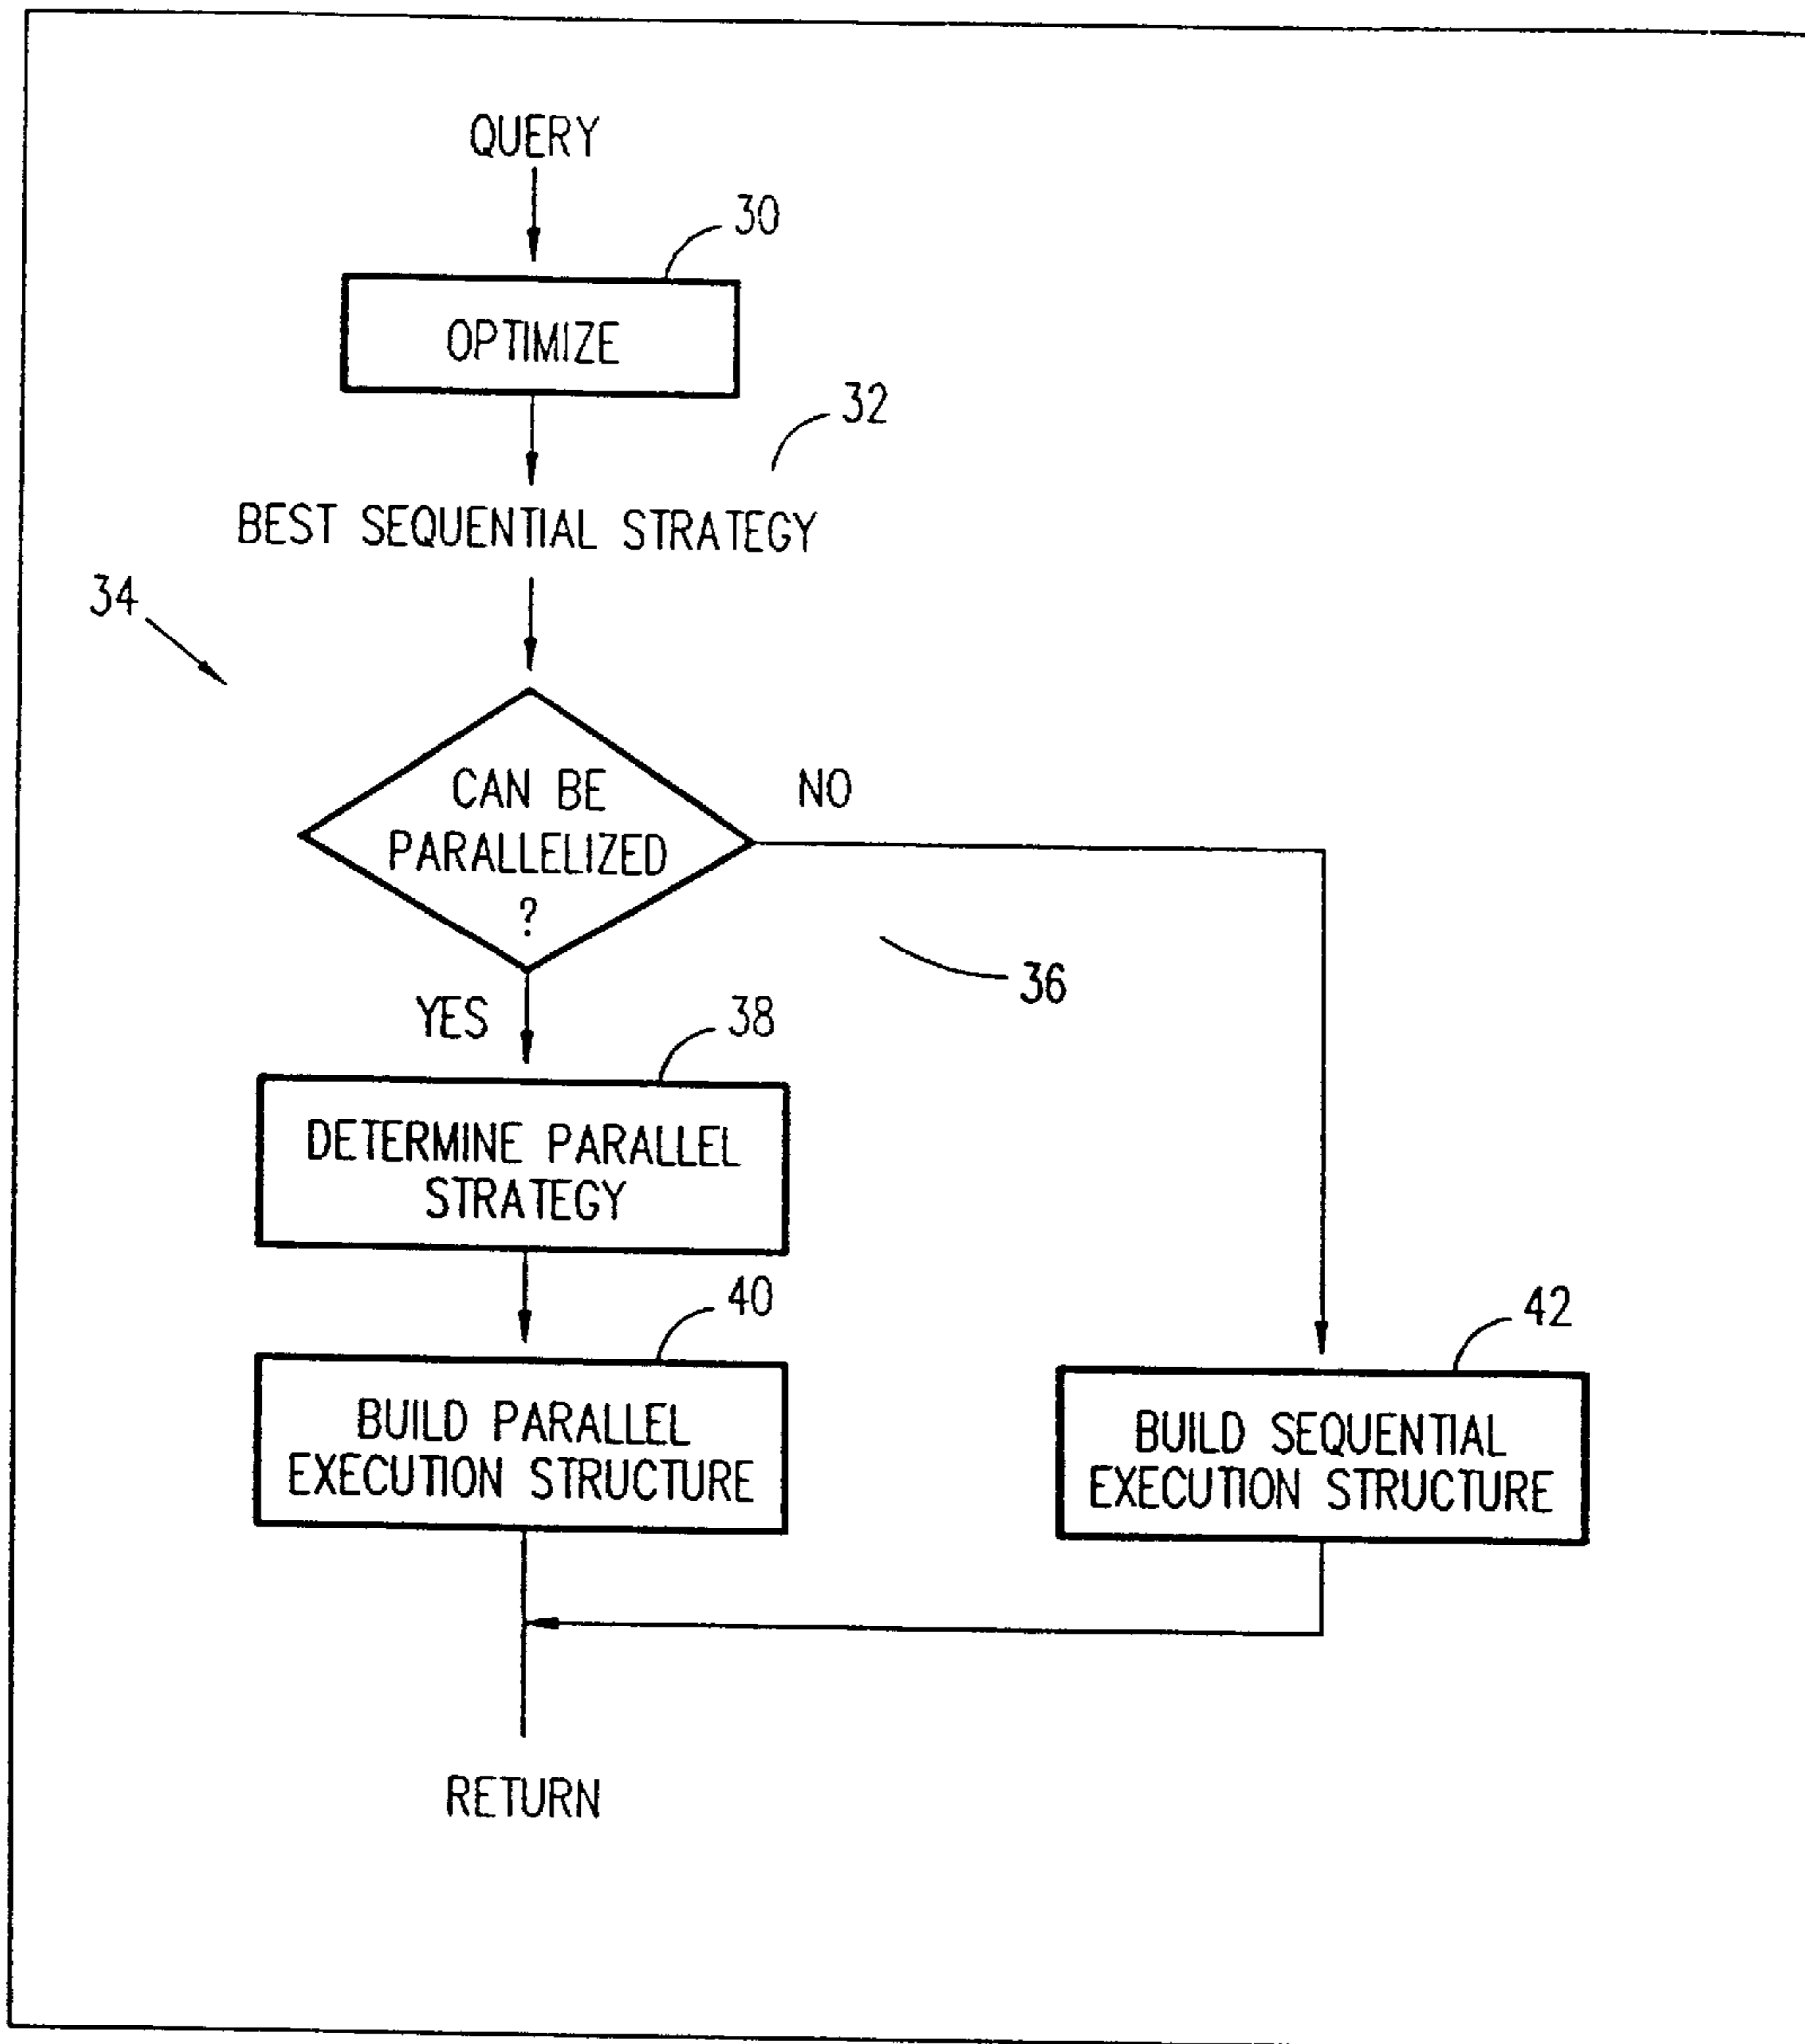 QUERY
30
OPTIMIZE
32
BEST SEQUENTIAL STRATEGY
34
CAN BE
PARALLELIZED
?
NO
36
YES
38
DETERMINE PARALLEL
STRATEGY
40
BUILD PARALLEL
EXECUTION STRUCTURE
42
BUILD SEQUENTIAL
EXECUTION STRUCTURE
RETURN